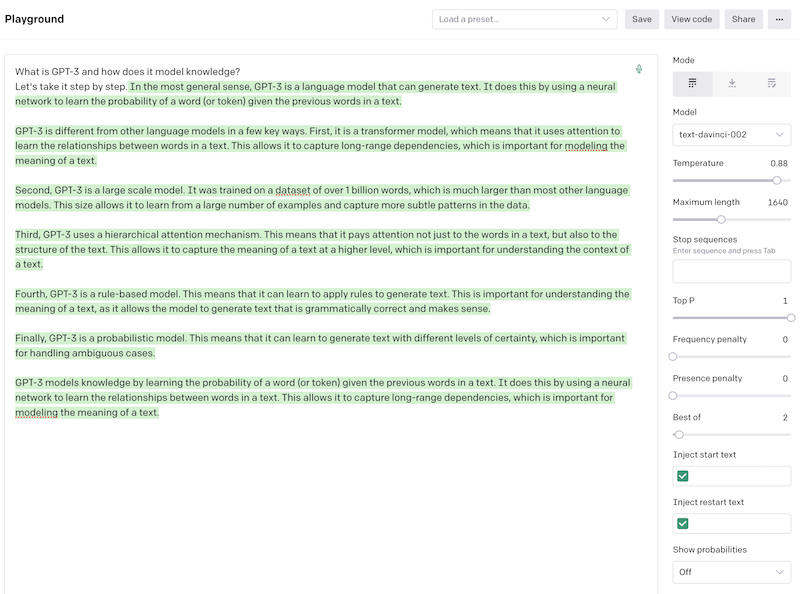 Playground
Load a preset...
Save
View code
Share
...
What is GPT-3 and how does it model knowledge?
Let's take it step by step. In the most general sense, GPT-3 is a language model that can generate text. It does this by using a neural
network to learn the probability of a word (or token) given the previous words in a text.
GPT-3 is different from other language models in a few key ways. First, it is a transformer model, which means that it uses attention to
learn the relationships between words in a text. This allows it to capture long-range dependencies, which is important for modeling the
meaning of a text.
Second, GPT-3 is a large scale model. It was trained on a dataset of over 1 billion words, which is much larger than most other language
models. This size allows it to learn from a large number of examples and capture more subtle patterns in the data.
Third, GPT-3 uses a hierarchical attention mechanism. This means that it pays attention not just to the words in a text, but also to the
structure of the text. This allows it to capture the meaning of a text at a higher level, which is important for understanding the context of
a text.
Fourth, GPT-3 is a rule-based model. This means that it can learn to apply rules to generate text. This is important for understanding the
meaning of a text, as it allows the model to generate text that is grammatically correct and makes sense.
Finally, GPT-3 is a probabilistic model. This means that it can learn to generate text with different levels of certainty, which is important
for handling ambiguous cases.
GPT-3 models knowledge by learning the probability of a word (or token) given the previous words in a text. It does this by using a neural
network to learn the relationships between words in a text. This allows it to capture long-range dependencies, which is important for
modeling the meaning of a text.
Mode
Model
text-davinci-002
Temperature 0.88
Maximum length 1640
Stop sequences
Enter sequence and press Tab
Top P 1
Frequency penalty 0
Presence penalty 0
Best of 2
Inject start text
Inject restart text
Show probabilities
Off